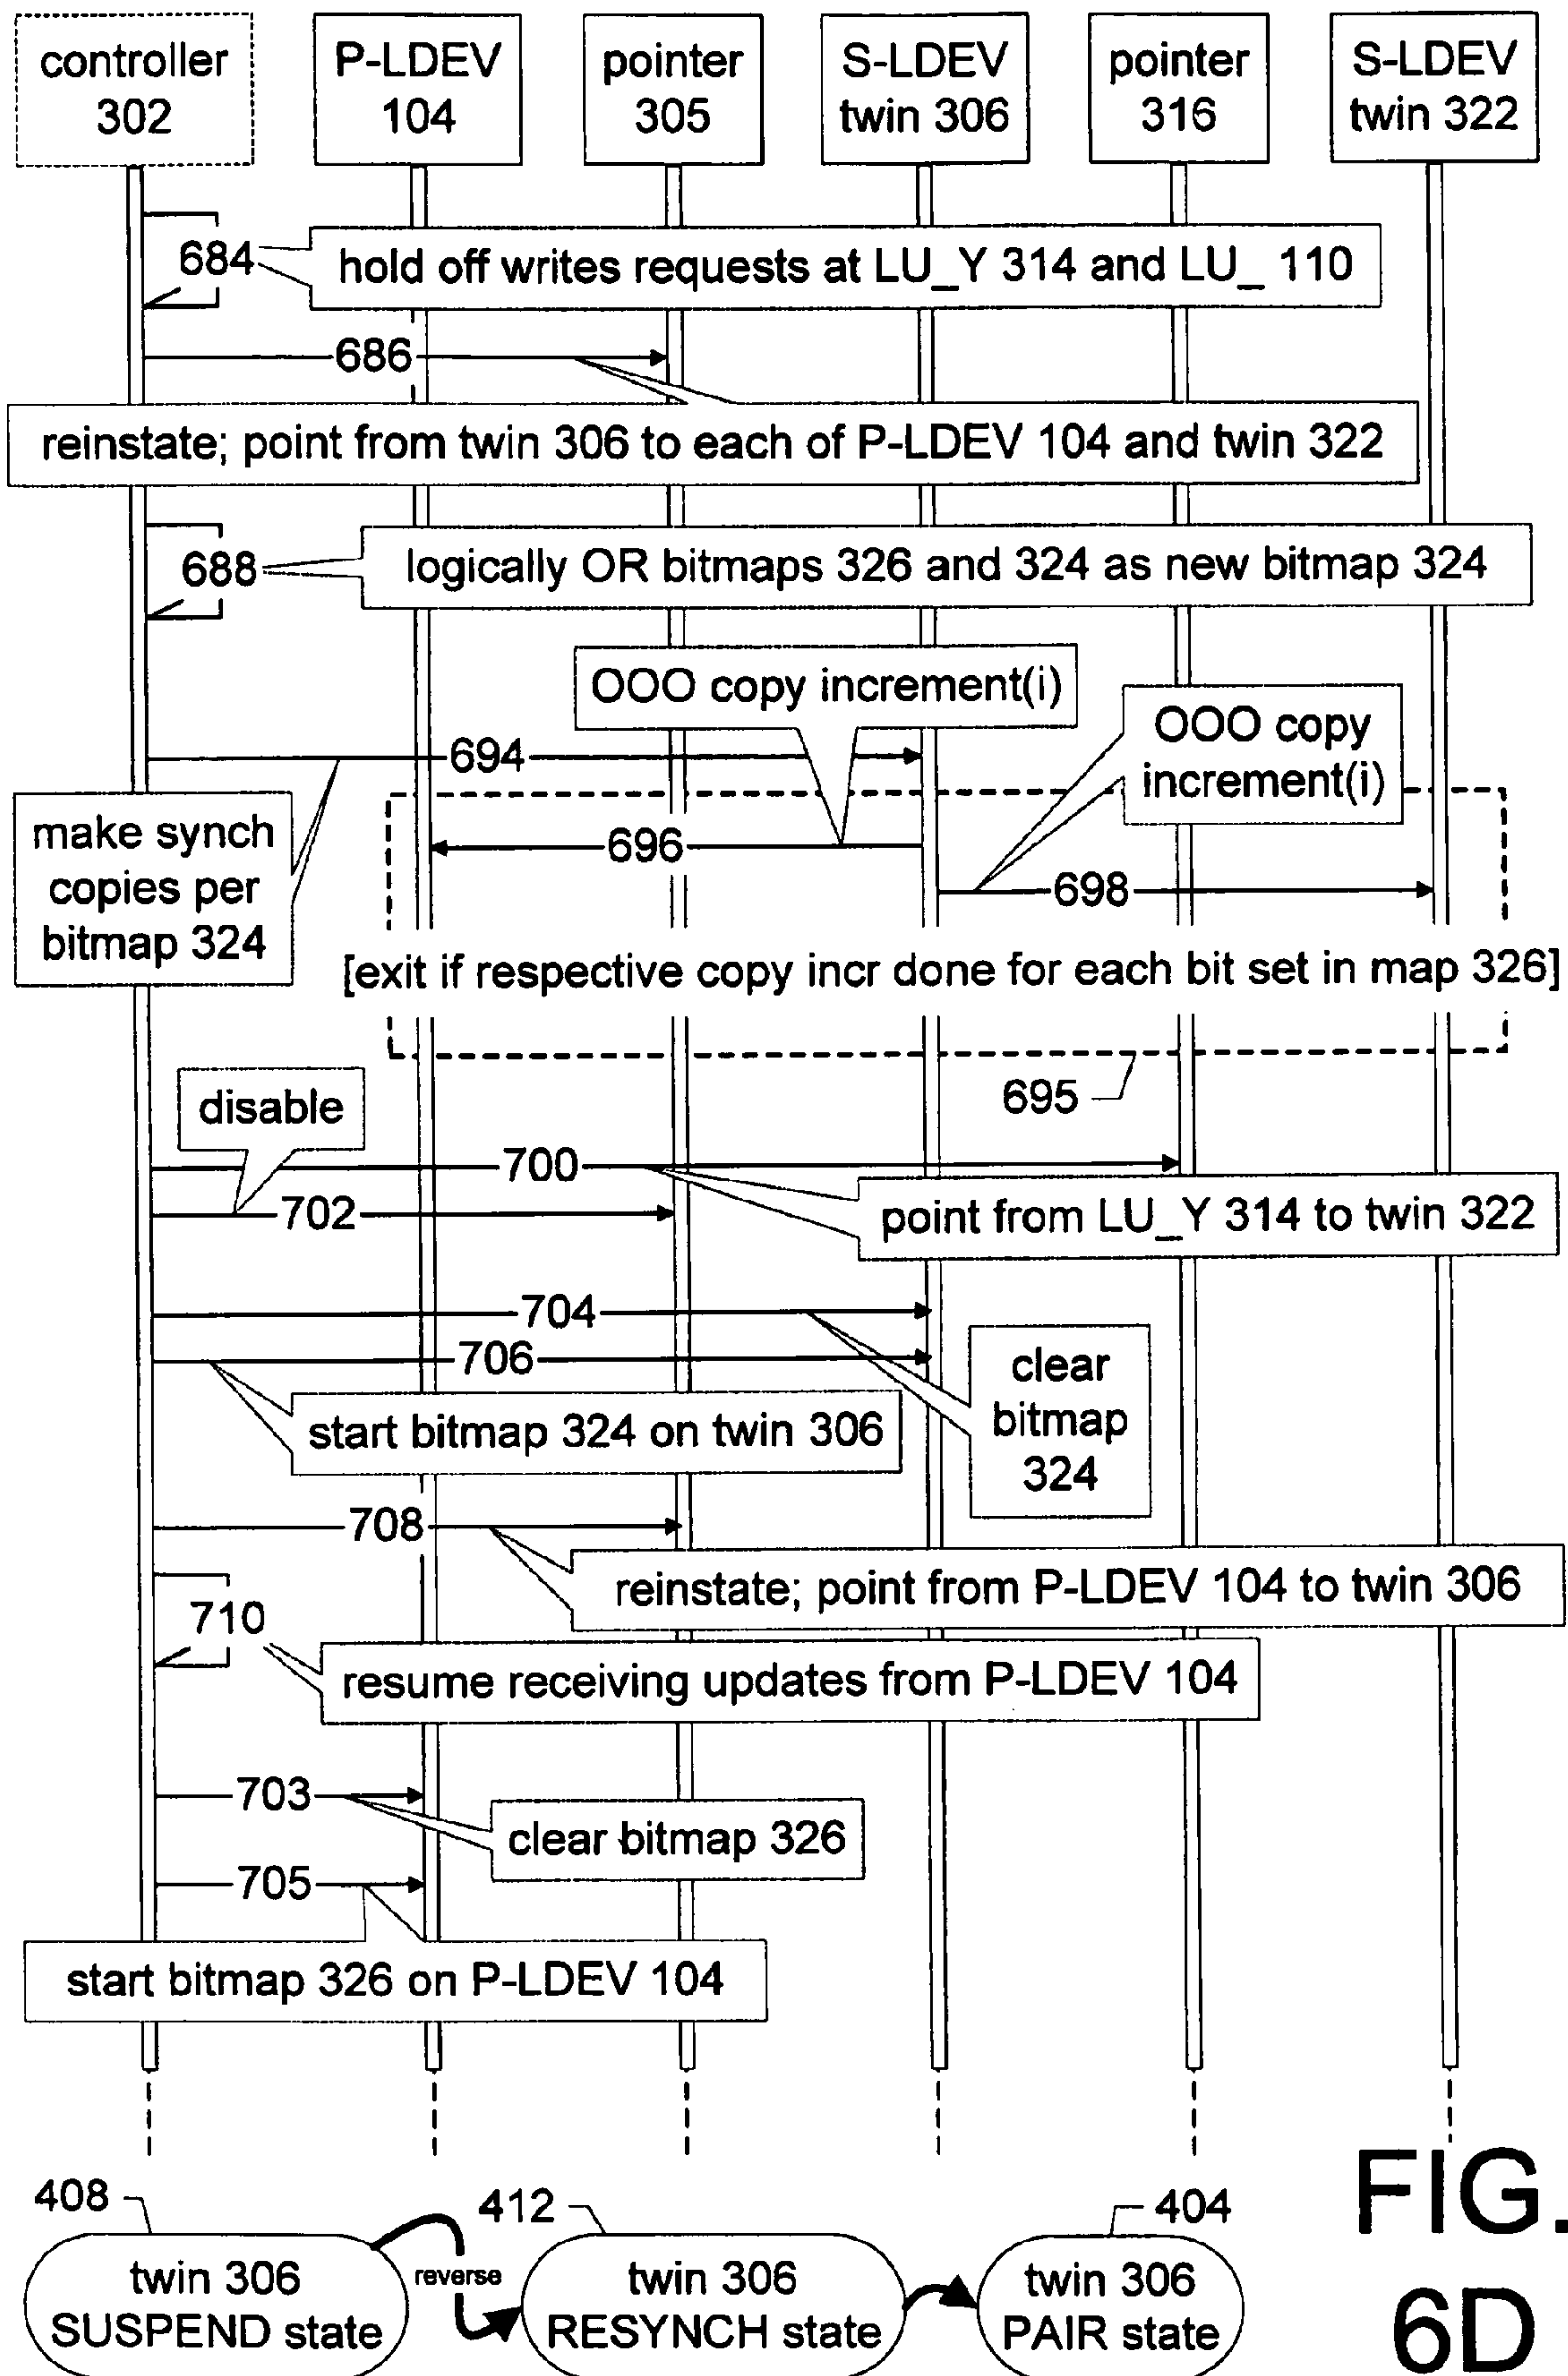 controller
302
P-LDEV
104
pointer
305
S-LDEV
twin 306
pointer
316
S-LDEV
twin 322
684
hold off writes requests at LU_Y 314 and LU_ 110
686
reinstate; point from twin 306 to each of P-LDEV 104 and twin 322
688
logically OR bitmaps 326 and 324 as new bitmap 324
OOO copy increment(i)
OOO copy
increment(i)
694
make synch
copies per
bitmap 324
696
698
[exit if respective copy incr done for each bit set in map 326]
695
disable
700
702
point from LU_Y 314 to twin 322
704
706
clear
bitmap
324
start bitmap 324 on twin 306
708
reinstate; point from P-LDEV 104 to twin 306
710
resume receiving updates from P-LDEV 104
703
clear bitmap 326
705
start bitmap 326 on P-LDEV 104
408
412
404
twin 306
SUSPEND state
reverse
twin 306
RESYNCH state
twin 306
PAIR state
FIG.
6D